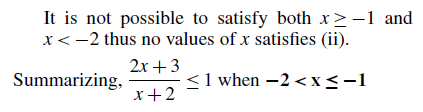 It is not possible to satisfy both x ≥ −1 and
x < −2 thus no values of x satisfies (ii).
Summarizing, (2x + 3)/(x + 2) ≤ 1 when −2 < x ≤ −1